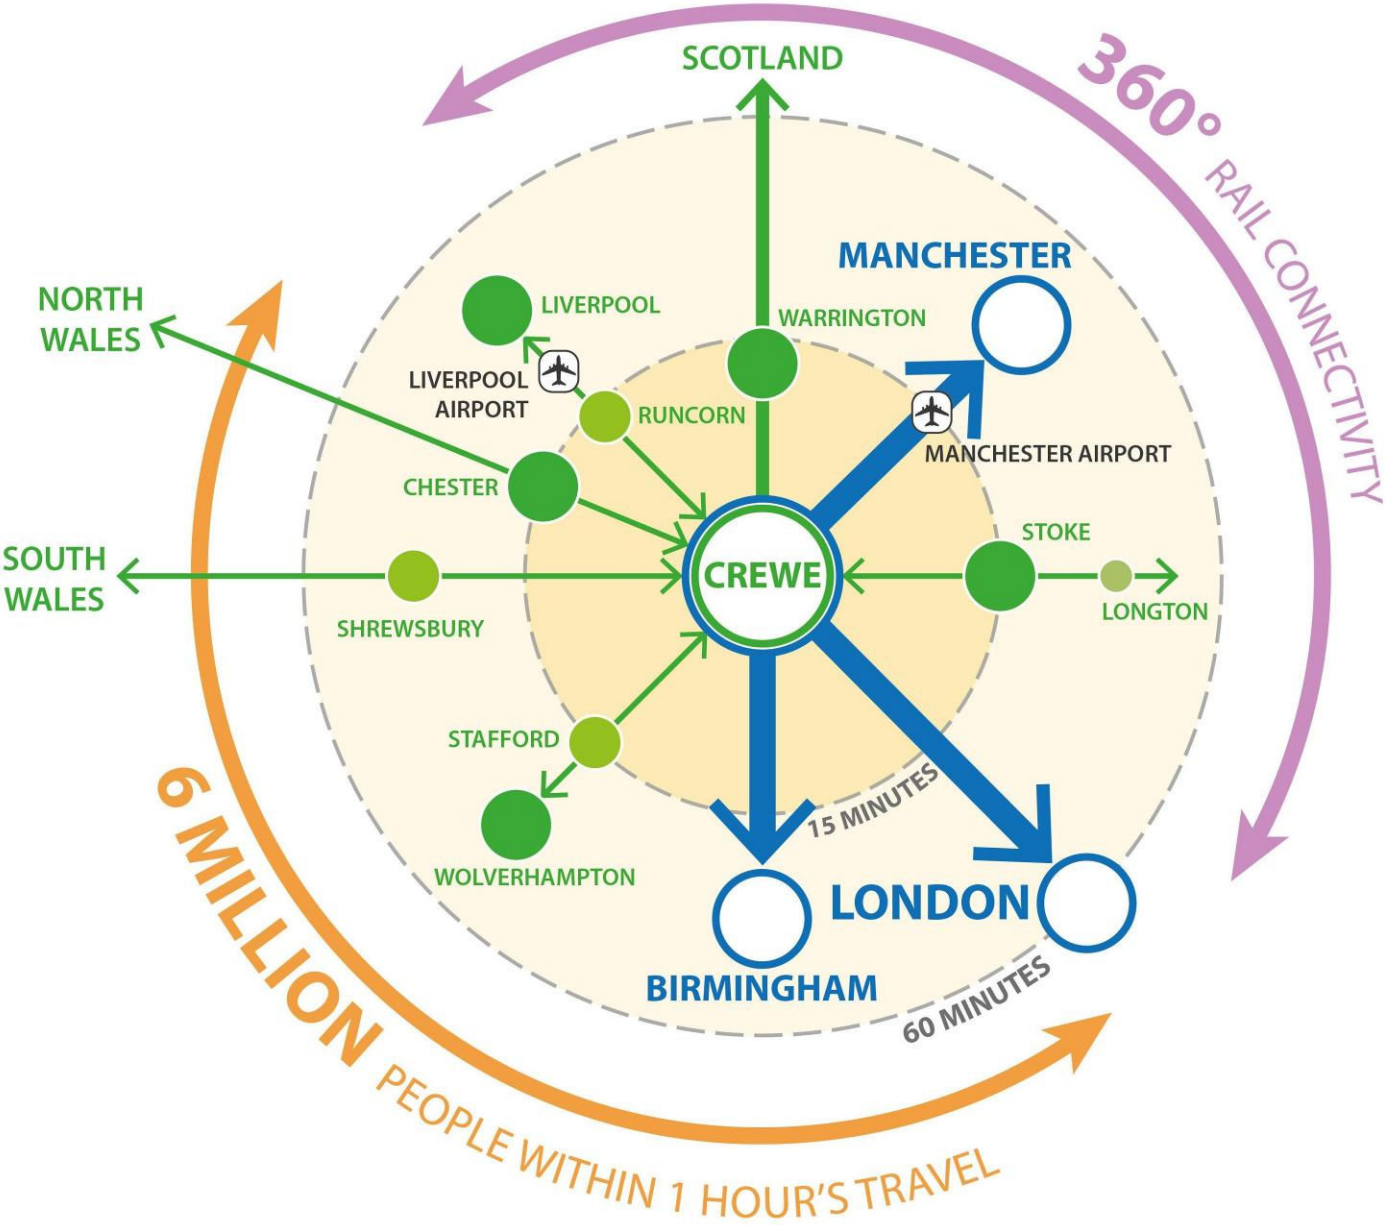 SCOTLAND
360° RAIL CONNECTIVITY
MANCHESTER
NORTH
WALES
LIVERPOOL
WARRINGTON
LIVERPOOL
AIRPORT
RUNCORN
MANCHESTER AIRPORT
CHESTER
STOKE
SOUTH
WALES
CREWE
LONGTON
SHREWSBURY
STAFFORD
15 MINUTES
WOLVERHAMPTON
LONDON
BIRMINGHAM
60 MINUTES
6 MILLION PEOPLE WITHIN 1 HOUR'S TRAVEL